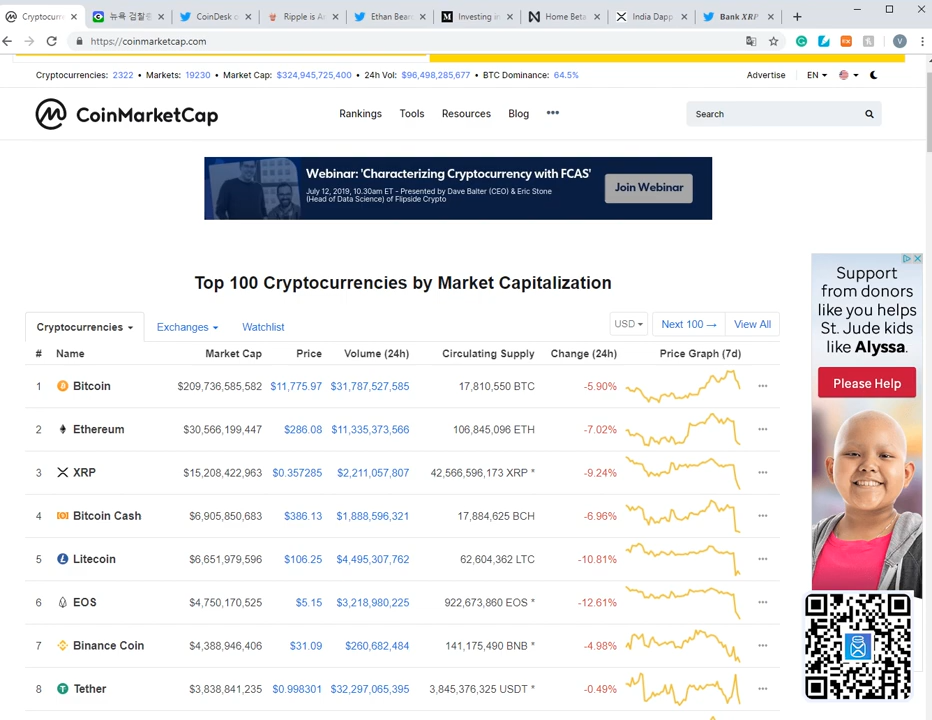 Cryptocurr
뉴욕 검찰총
CoinDesk o
Ripple is A
Ethan Bear
Investing in
Home Beta
India Dapp
Bank XRP
https://coinmarketcap.com
V
Cryptocurrencies: 2322 • Markets: 19230 • Market Cap: $324,945,725,400 • 24h Vol: $96,498,285,677 • BTC Dominance: 64.5%
Advertise EN
CoinMarketCap
Rankings Tools Resources Blog •••
Search
Webinar: 'Characterizing Cryptocurrency with FCAS'
July 12, 2019, 10.30am ET - Presented by Dave Balter (CEO) & Eric Stone
(Head of Data Science) of Flipside Crypto
Join Webinar
Top 100 Cryptocurrencies by Market Capitalization
Cryptocurrencies Exchanges Watchlist USD Next 100 → View All
# Name Market Cap Price Volume (24h) Circulating Supply Change (24h) Price Graph (7d)
1 Bitcoin $209,736,585,582 $11,775.97 $31,787,527,585 17,810,550 BTC -5.90%
2 Ethereum $30,566,199,447 $286.08 $11,335,373,566 106,845,096 ETH -7.02%
3 XRP $15,208,422,963 $0.357285 $2,211,057,807 42,566,596,173 XRP * -9.24%
4 Bitcoin Cash $6,905,850,683 $386.13 $1,888,596,321 17,884,625 BCH -6.96%
5 Litecoin $6,651,979,596 $106.25 $4,495,307,762 62,604,362 LTC -10.81%
6 EOS $4,750,170,525 $5.15 $3,218,980,225 922,673,860 EOS * -12.61%
7 Binance Coin $4,388,946,406 $31.09 $260,682,484 141,175,490 BNB * -4.98%
8 Tether $3,838,841,235 $0.998301 $32,297,065,395 3,845,376,325 USDT * -0.49%
Support
from donors
like you helps
St. Jude kids
like Alyssa.
Please Help